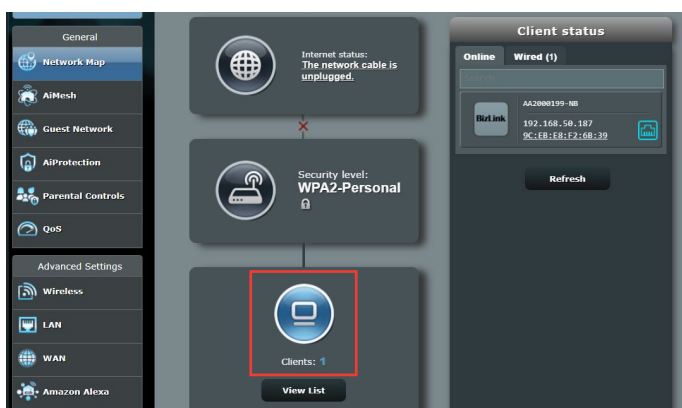 General
Network Map
AiMesh
Guest Network
AiProtection
Parental Controls
QoS
Advanced Settings
Wireless
LAN
WAN
Amazon Alexa
Internet status:
The network cable is
unplugged.
Security level:
WPA2-Personal
Clients: 1
View List
Client status
Online
Wired (1)
BizLink
AA2000199-NB
192.168.50.187
9C:EB:E8:F2:6B:39
Refresh